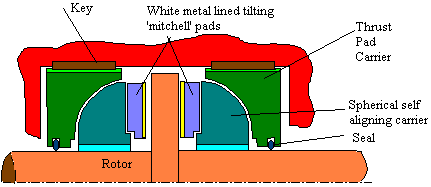 Key
White metal lined tilting
'mitchell' pads
Thrust
Pad
Carrier
Spherical self
aligning carrier
Seal
Rotor